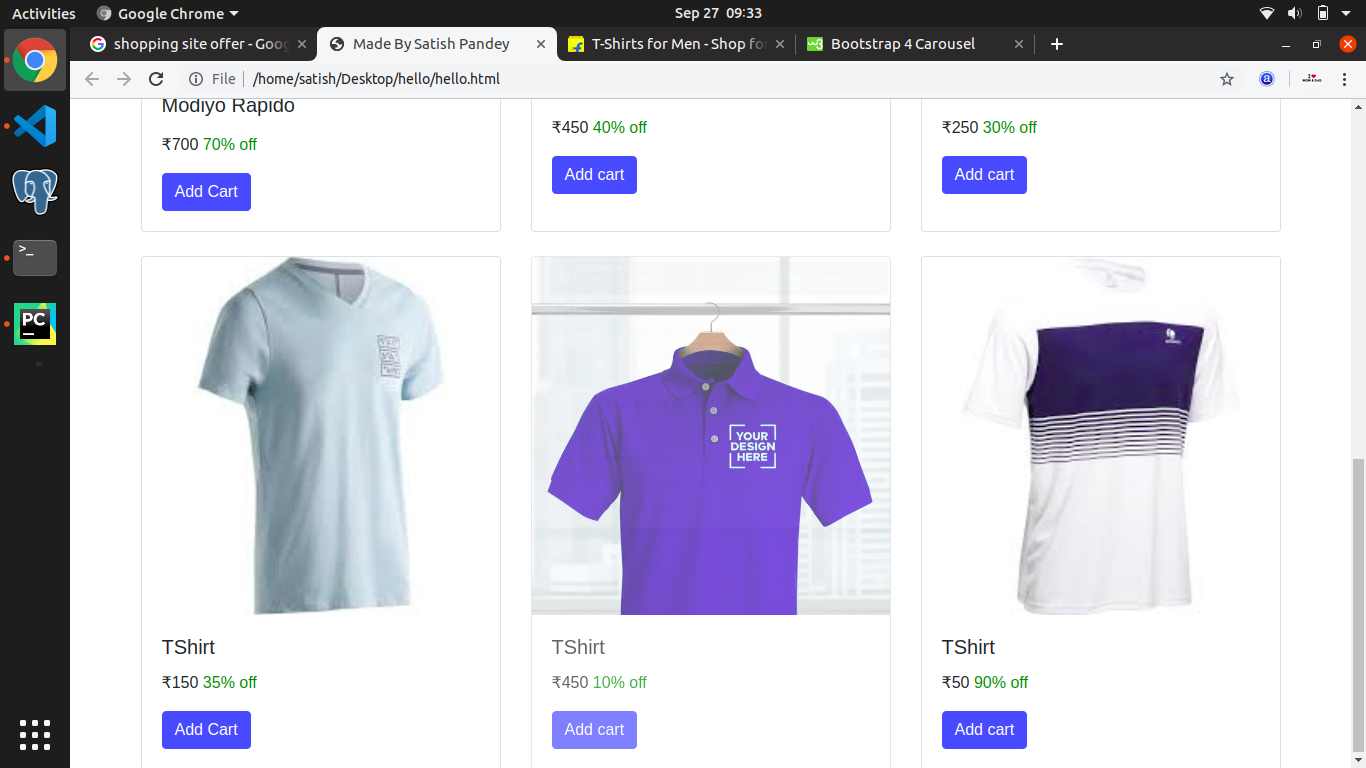 Activities
Google Chrome
Sep 27 09:33
shopping site offer - Goo
Made By Satish Pandey
T-Shirts for Men - Shop fo
Bootstrap 4 Carousel
File
/home/satish/Desktop/hello/hello.html
Modiyo Rapido
₹700 70% off
Add Cart
₹450 40% off
Add cart
₹250 30% off
Add cart
YOUR
DESIGN
HERE
TShirt
₹150 35% off
Add Cart
TShirt
₹450 10% off
Add cart
TShirt
₹50 90% off
Add cart
PC